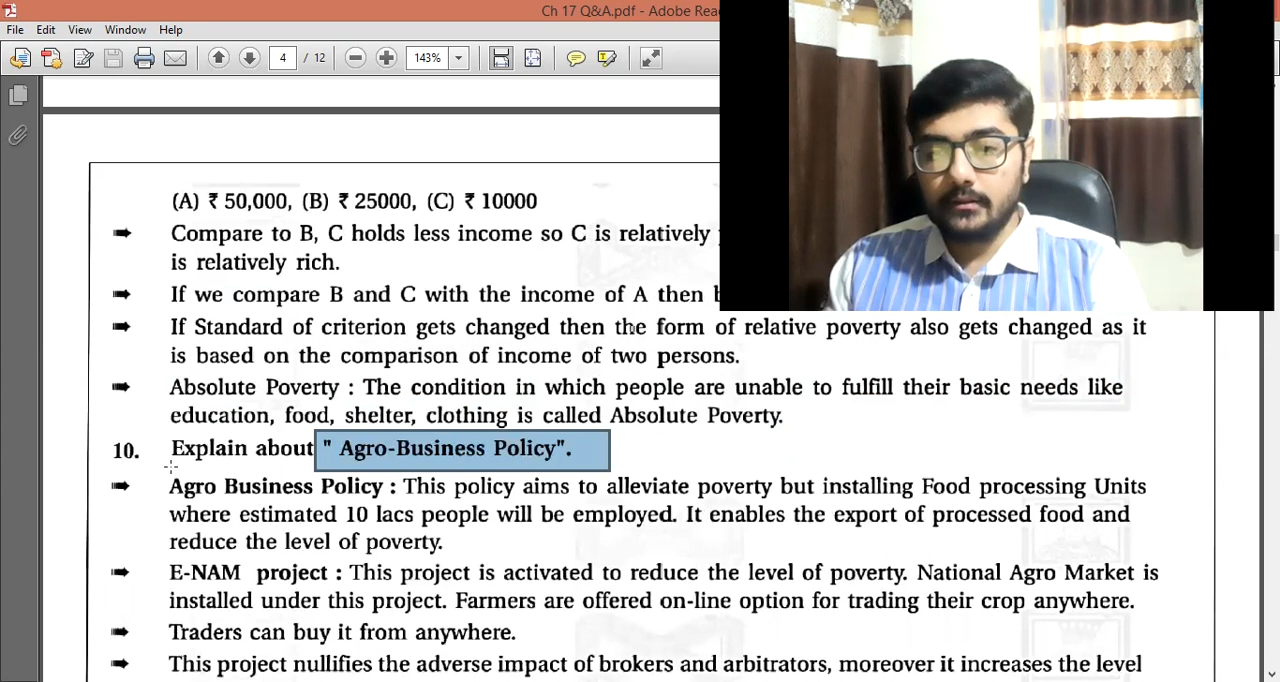 Ch 17 Q&A.pdf - Adobe Rea
File Edit View Window Help
4 / 12 143%
(A) ₹ 50,000, (B) ₹ 25000, (C) ₹ 10000
Compare to B, C holds less income so C is relatively
is relatively rich.
If we compare B and C with the income of A then
If Standard of criterion gets changed then the form of relative poverty also gets changed as it
is based on the comparison of income of two persons.
Absolute Poverty : The condition in which people are unable to fulfill their basic needs like
education, food, shelter, clothing is called Absolute Poverty.
10. Explain about " Agro-Business Policy".
Agro Business Policy : This policy aims to alleviate poverty but installing Food processing Units
where estimated 10 lacs people will be employed. It enables the export of processed food and
reduce the level of poverty.
E-NAM project : This project is activated to reduce the level of poverty. National Agro Market is
installed under this project. Farmers are offered on-line option for trading their crop anywhere.
Traders can buy it from anywhere.
This project nullifies the adverse impact of brokers and arbitrators, moreover it increases the level